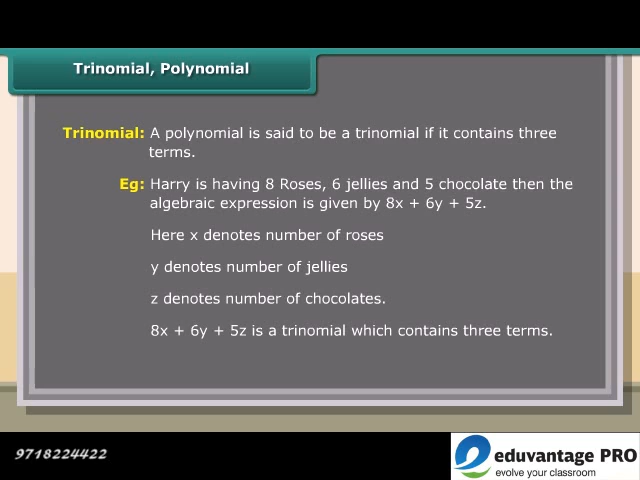 Trinomial, Polynomial
Trinomial: A polynomial is said to be a trinomial if it contains three
terms.
Eg: Harry is having 8 Roses, 6 jellies and 5 chocolate then the
algebraic expression is given by 8x + 6y + 5z.
Here x denotes number of roses
y denotes number of jellies
z denotes number of chocolates.
8x + 6y + 5z is a trinomial which contains three terms.
9718224422
eduvantage PRO
evolve your classroom